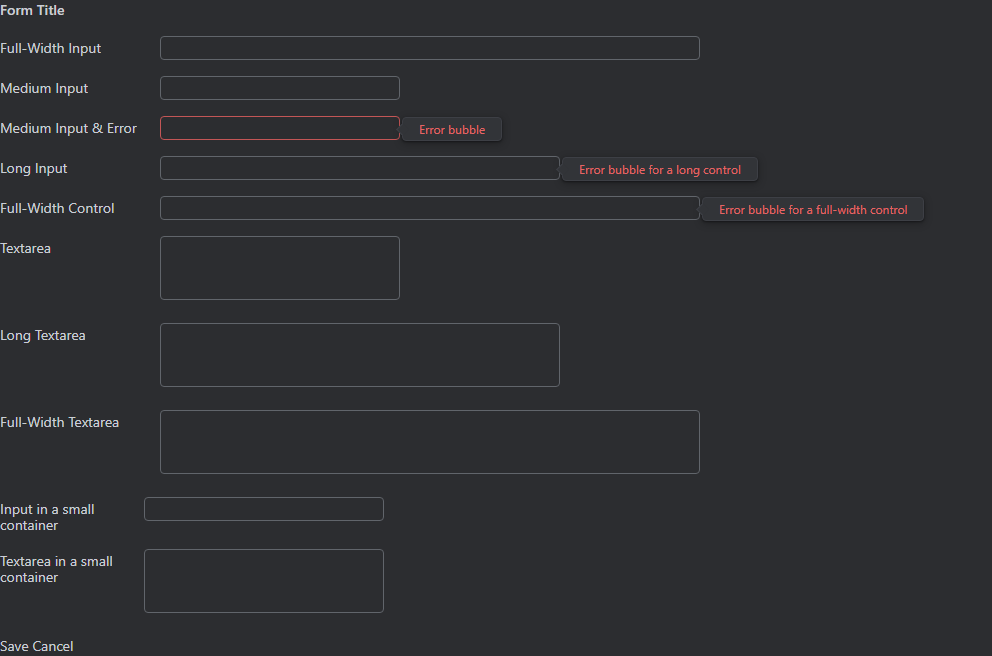 Form Title
Full-Width Input
Medium Input
Medium Input & Error
Error bubble
Long Input
Error bubble for a long control
Full-Width Control
Error bubble for a full-width control
Textarea
Long Textarea
Full-Width Textarea
Input in a small
container
Textarea in a small
container
Save Cancel